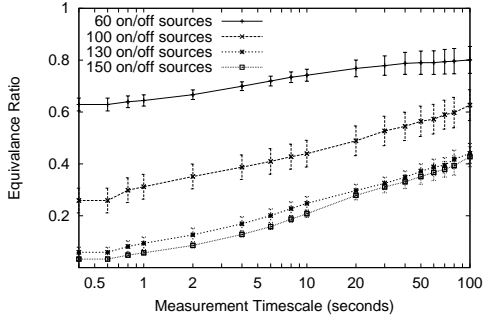 60 on/off sources
100 on/off sources
130 on/off sources
150 on/off sources
Equivalance Ratio
1
0.8
0.6
0.4
0.2
0.5 1 2 5 10 20 50 100
Measurement Timescale (seconds)